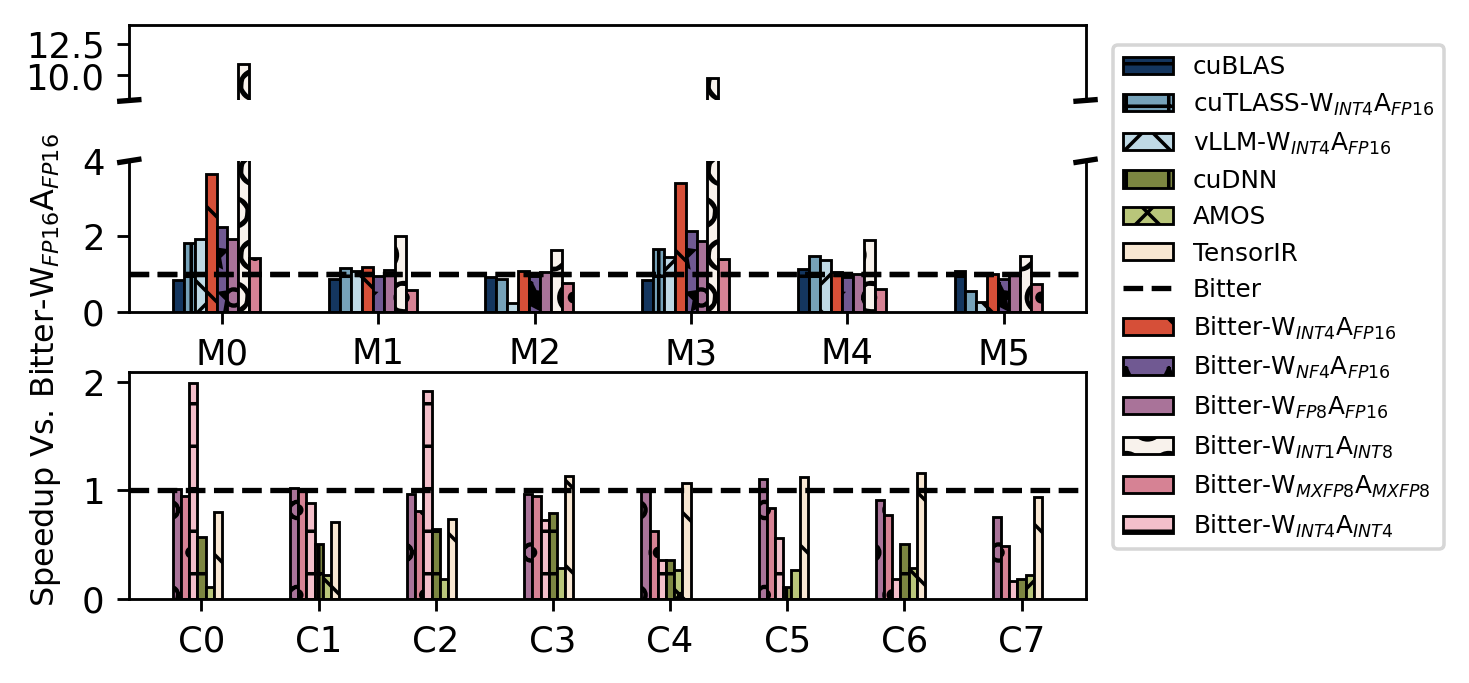 Speedup Vs. Bitter-W_{FP16}A_{FP16}
12.5
10.0
4
2
0
M0 M1 M2 M3 M4 M5
2
1
0
C0 C1 C2 C3 C4 C5 C6 C7
cuBLAS
cuTLASS-W_{INT4}A_{FP16}
vLLM-W_{INT4}A_{FP16}
cuDNN
AMOS
TensorIR
Bitter
Bitter-W_{INT4}A_{FP16}
Bitter-W_{NF4}A_{FP16}
Bitter-W_{FP8}A_{FP16}
Bitter-W_{INT1}A_{INT8}
Bitter-W_{MXFP8}A_{MXFP8}
Bitter-W_{INT4}A_{INT4}